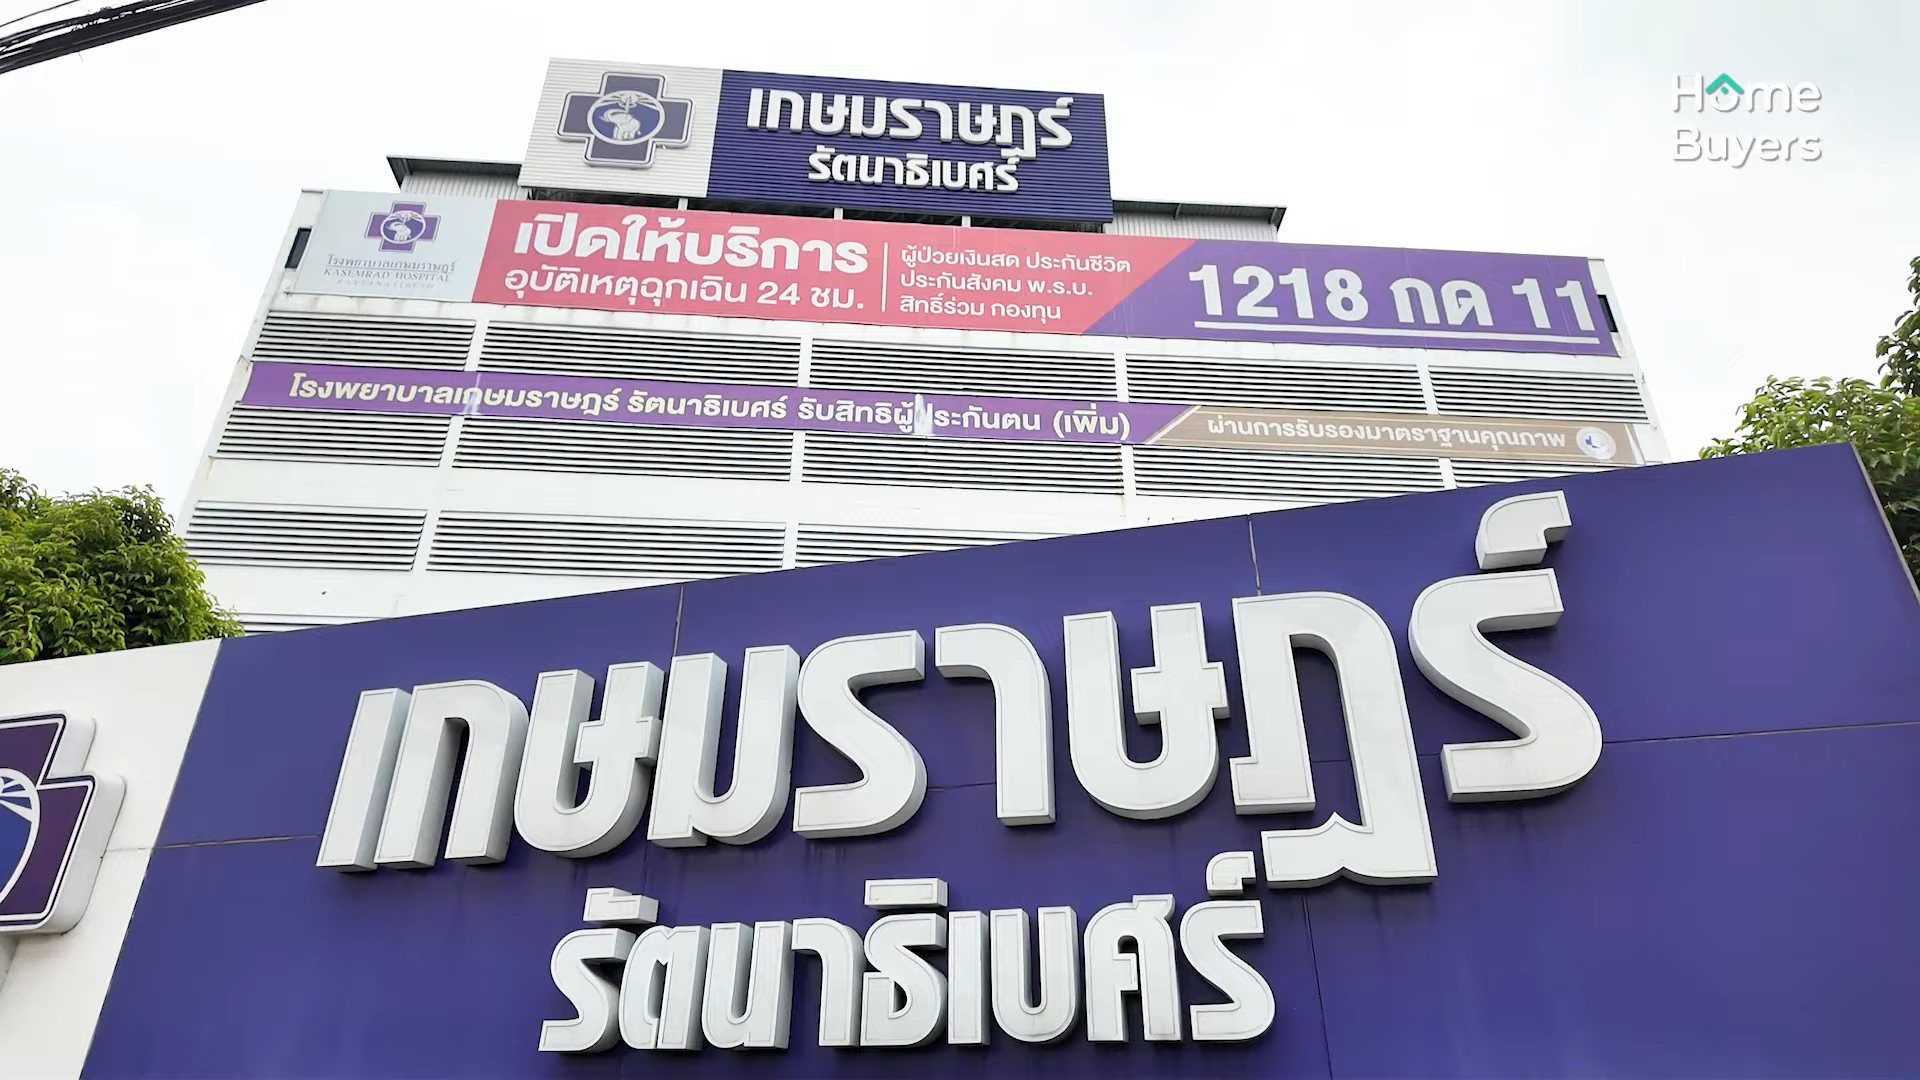 เกษมราษฎร์
รัตนาธิเบศร์
Home
Buyers
โรงพยาบาลเกษมราษฎร์
KASEMRAD HOSPITAL
RATTANATIBETH
เปิดให้บริการ
อุบัติเหตุฉุกเฉิน 24 ชม.
ผู้ป่วยเงินสด ประกันชีวิต
ประกันสังคม พ.ร.บ.
สิทธิ์ร่วม กองทุน
1218 กด 11
โรงพยาบาลเกษมราษฎร์ รัตนาธิเบศร์ รับสิทธิผู้ประกันตน (เพิ่ม)
ผ่านการรับรองมาตราฐานคุณภาพ
เกษมราษฎร์
รัตนาธิเบศร์